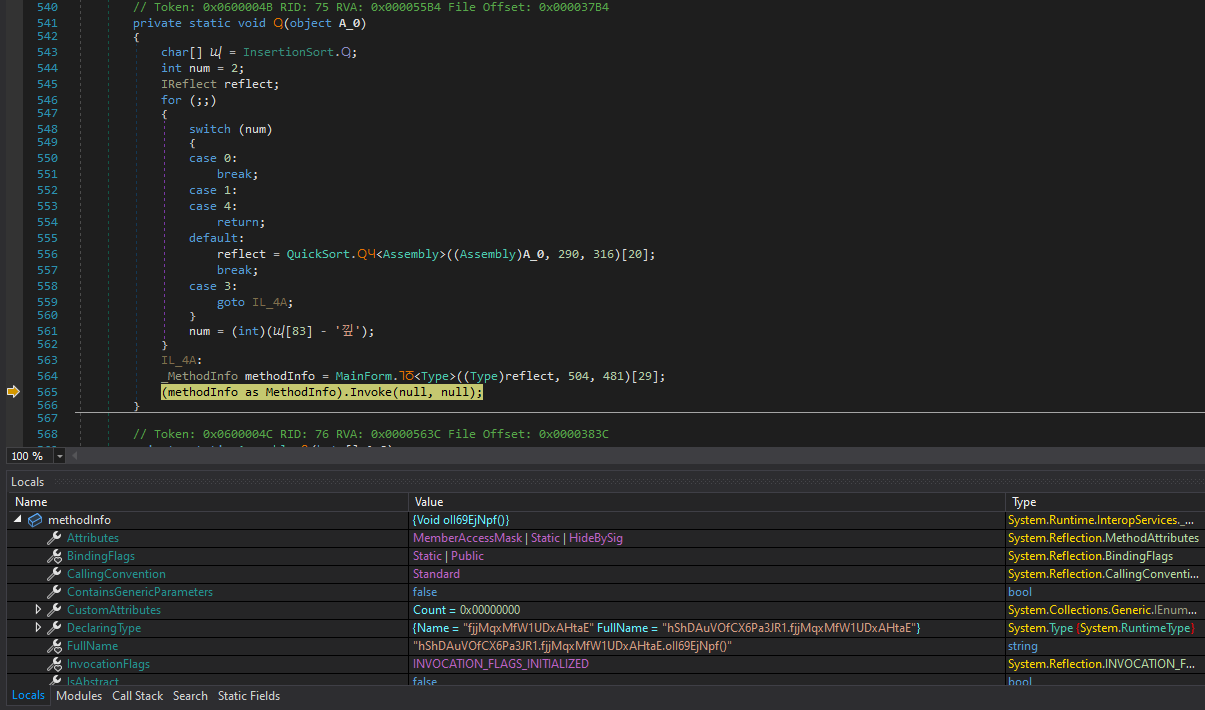 540 // Token: 0x0600004B RID: 75 RVA: 0x000055B4 File Offset: 0x000037B4
541 private static void Ҩ(object A_0)
542 {
543 char[] = InsertionSort.Ҩ;
544 int num = 2;
545 IReflect reflect;
546 for (;;)
547 {
548 switch (num)
549 {
550 case 0:
551 break;
552 case 1:
553 case 4:
554 return;
555 default:
556 reflect = QuickSort.<Assembly>((Assembly)A_0, 290, 316)[20];
557 break;
558 case 3:
559 goto IL_4A;
560 }
561 num = (int)([83] - '');
562 }
563 IL_4A:
564 _MethodInfo methodInfo = MainForm.<Type>((Type)reflect, 504, 481)[29];
565 (methodInfo as MethodInfo).Invoke(null, null);
566 }
567
568 // Token: 0x0600004C RID: 76 RVA: 0x0000563C File Offset: 0x0000383C
100 %
Locals
Name Value Type
methodInfo {Void oll69EjNpf()} System.Runtime.InteropServices._...
Attributes MemberAccessMask | Static | HideBySig System.Reflection.MethodAttributes
BindingFlags Static | Public System.Reflection.BindingFlags
CallingConvention Standard System.Reflection.CallingConventi...
ContainsGenericParameters false bool
CustomAttributes Count = 0x00000000 System.Collections.Generic.IEnum...
DeclaringType {Name = "fjjMqxMfW1UDxAHtaE" FullName = "hShDAuVOfCX6Pa3JR1.fjjMqxMfW1UDxAHtaE"} System.Type {System.RuntimeType}
FullName "hShDAuVOfCX6Pa3JR1.fjjMqxMfW1UDxAHtaE.oll69EjNpf()" string
InvocationFlags INVOCATION_FLAGS_INITIALIZED System.Reflection.INVOCATION_F...
IsAbstract false bool
Locals Modules Call Stack Search Static Fields